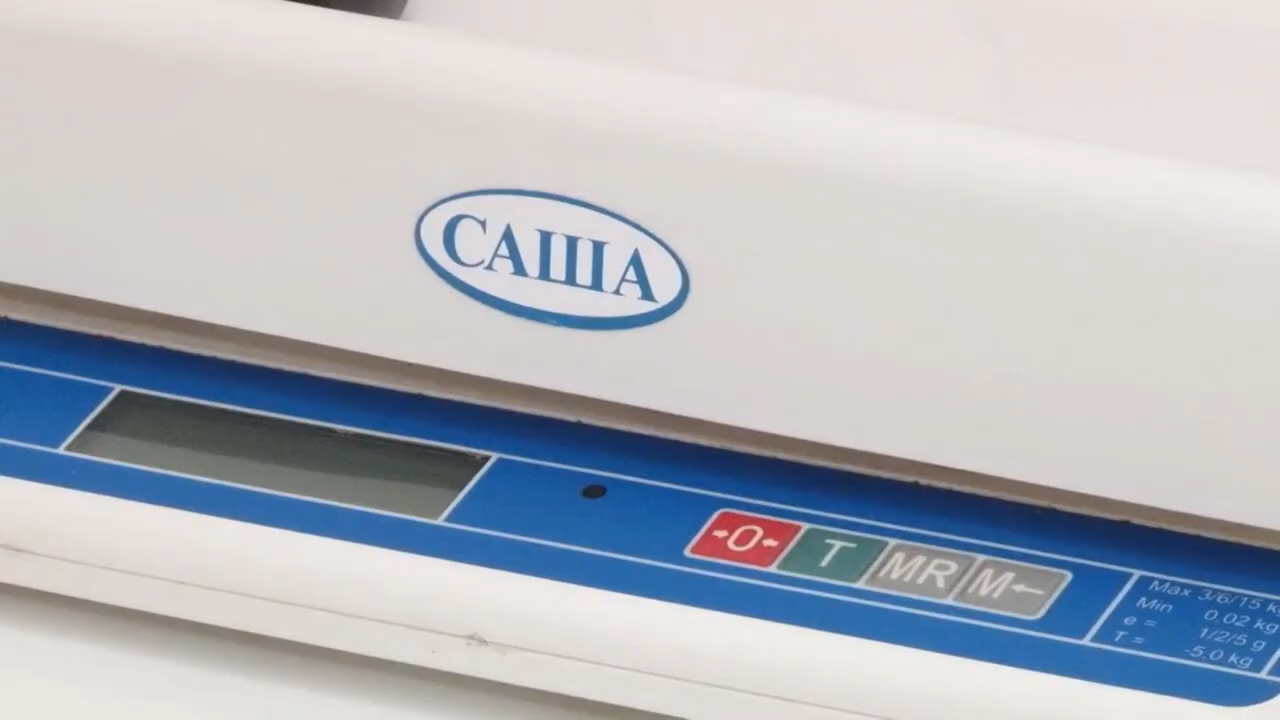 САША
→0←
T
MR
M←
Max 3/6/15 kg
Min 0,02 kg
e = 1/2/5 g
T = -5,0 kg